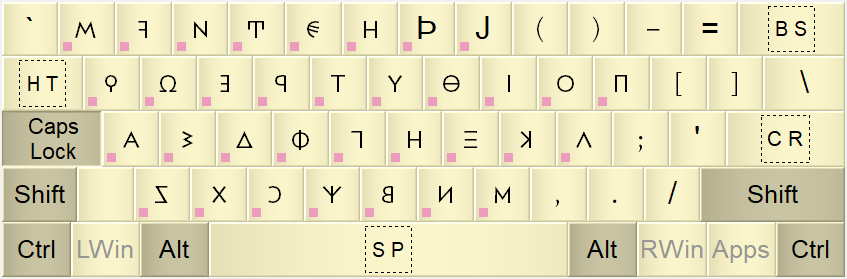 ` Ϻ ꟻ N Ͳ € H Ϸ J ( ) − = BS
HT Ϙ Ω Ǝ ꟼ T Y Θ I O Π [ ] \
Caps Lock A Ƹ Δ Φ ⅂ H Ξ ꓘ Λ ; ' CR
Shift Z X Ɔ Ψ ᗺ И M , . / Shift
Ctrl LWin Alt SP Alt RWin Apps Ctrl